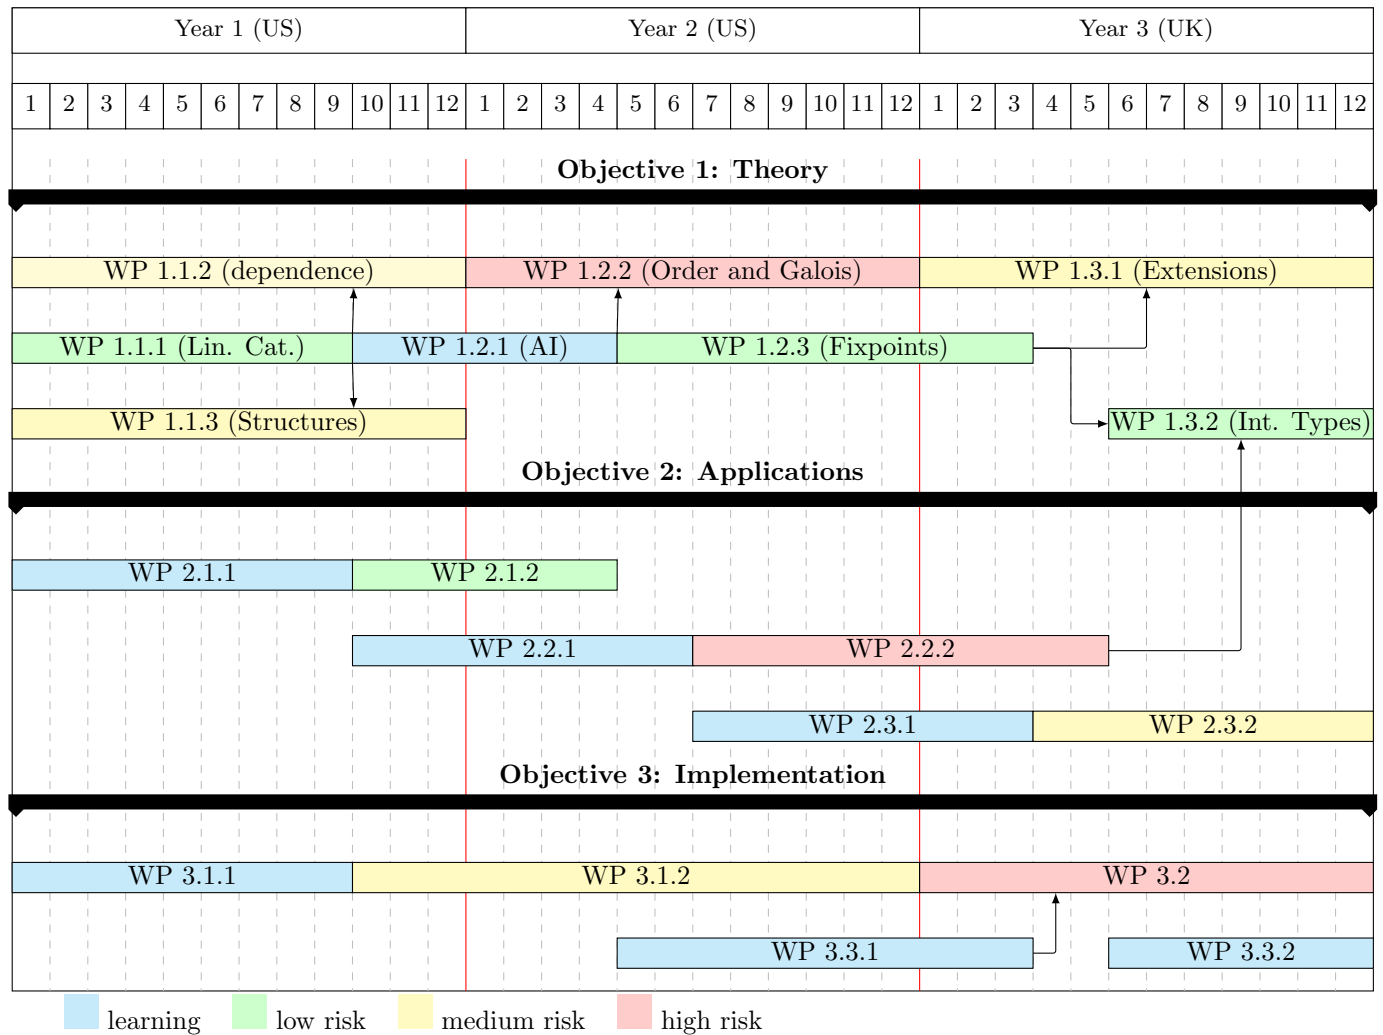 Year 1 (US) Year 2 (US) Year 3 (UK)
1 2 3 4 5 6 7 8 9 10 11 12 1 2 3 4 5 6 7 8 9 10 11 12 1 2 3 4 5 6 7 8 9 10 11 12
Objective 1: Theory
WP 1.1.2 (dependence) WP 1.2.2 (Order and Galois) WP 1.3.1 (Extensions)
WP 1.1.1 (Lin. Cat.) WP 1.2.1 (AI) WP 1.2.3 (Fixpoints)
WP 1.1.3 (Structures) WP 1.3.2 (Int. Types)
Objective 2: Applications
WP 2.1.1 WP 2.1.2
WP 2.2.1 WP 2.2.2
WP 2.3.1 WP 2.3.2
Objective 3: Implementation
WP 3.1.1 WP 3.1.2 WP 3.2
WP 3.3.1 WP 3.3.2
learning low risk medium risk high risk